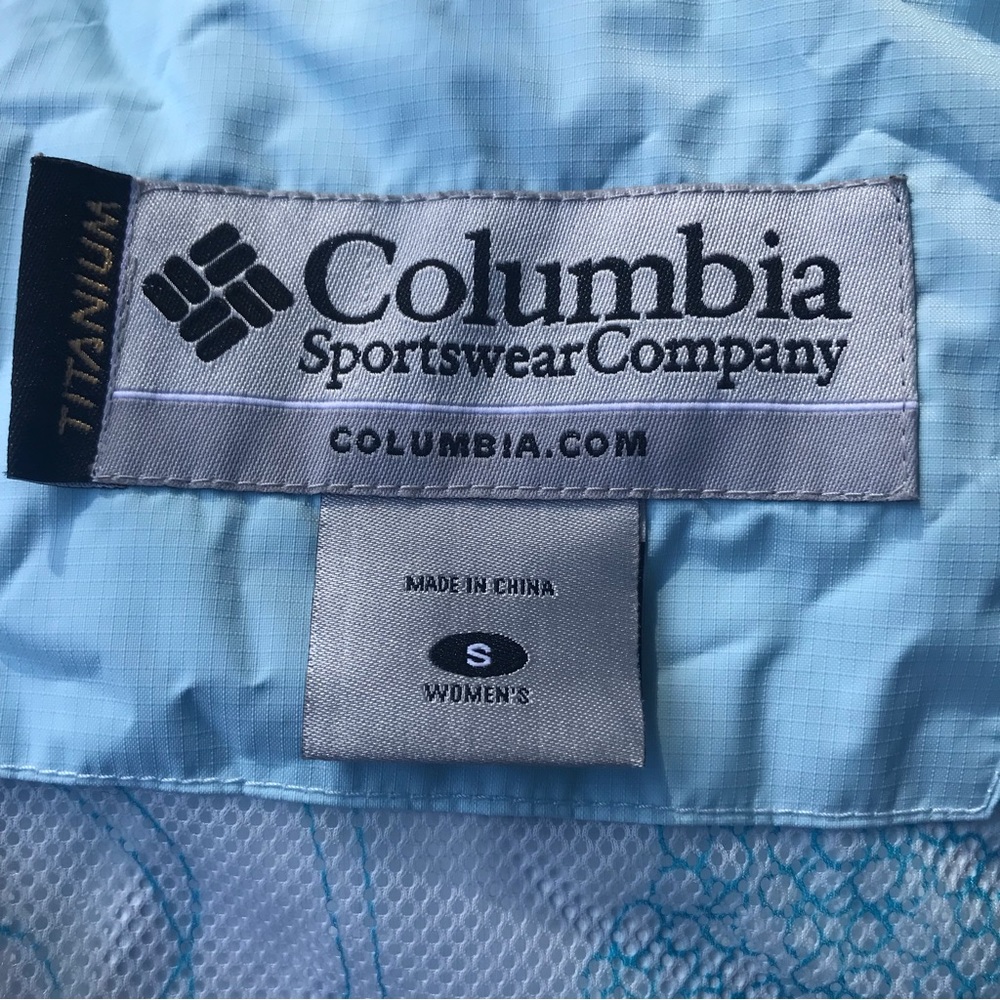 TITANIUM
Columbia
Sportswear Company
COLUMBIA.COM
MADE IN CHINA
S
WOMEN'S